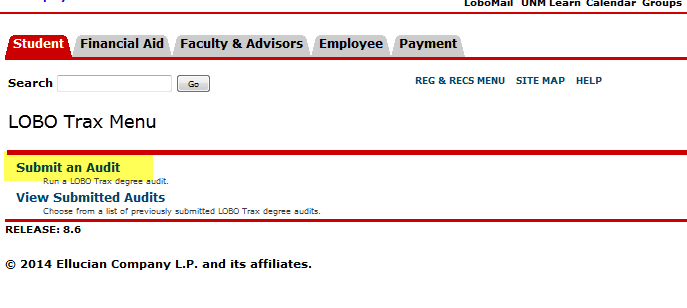 LoboMail UNM Learn Calendar Groups
Student Financial Aid Faculty & Advisors Employee Payment
Search Go REG & RECS MENU SITE MAP HELP
LOBO Trax Menu
Submit an Audit
Run a LOBO Trax degree audit.
View Submitted Audits
Choose from a list of previously submitted LOBO Trax degree audits.
RELEASE: 8.6
© 2014 Ellucian Company L.P. and its affiliates.